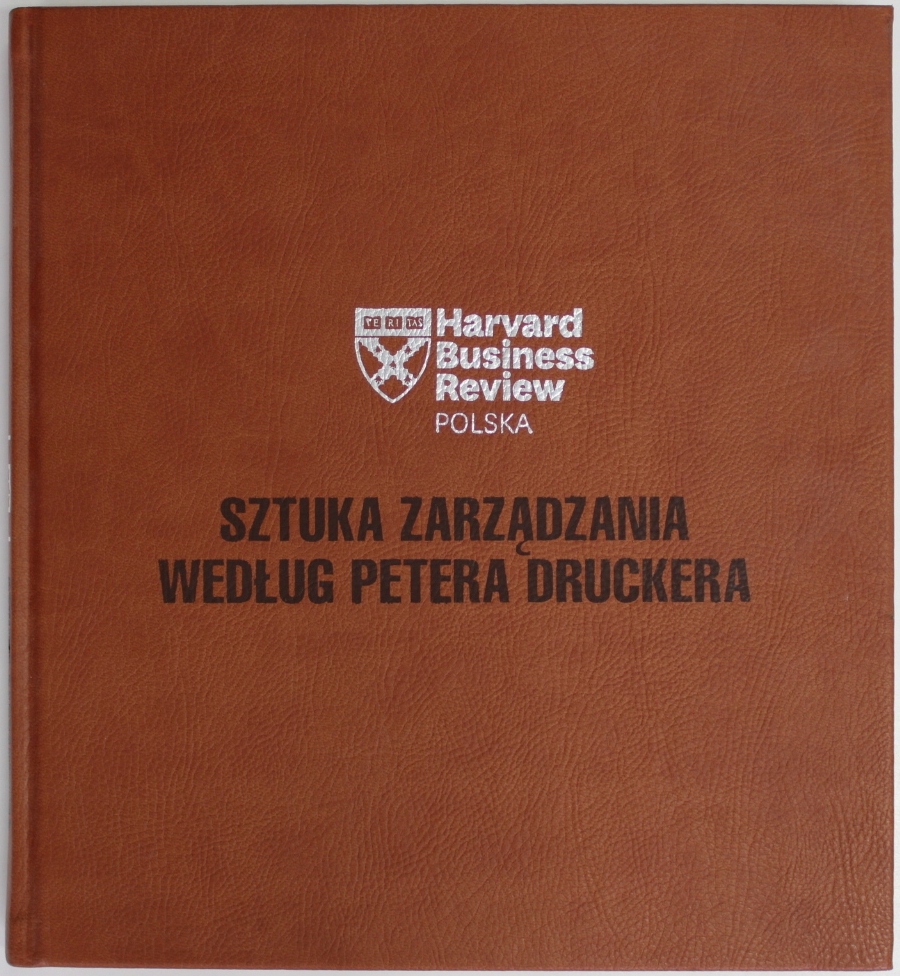 VE RI TAS
Harvard
Business
Review
POLSKA
SZTUKA ZARZĄDZANIA
WEDŁUG PETERA DRUCKERA